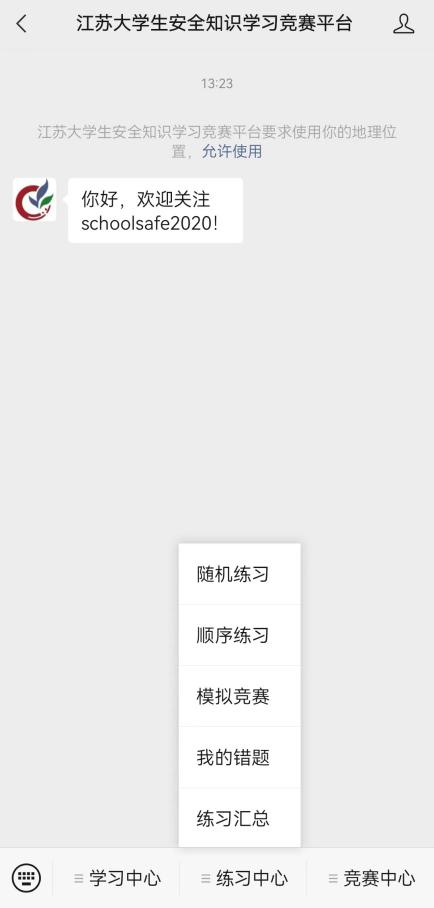 江苏大学生安全知识学习竞赛平台
13:23
江苏大学生安全知识学习竞赛平台要求使用你的地理位
置，允许使用
你好，欢迎关注
schoolsafe2020！
随机练习
顺序练习
模拟竞赛
我的错题
练习汇总
学习中心 练习中心 竞赛中心